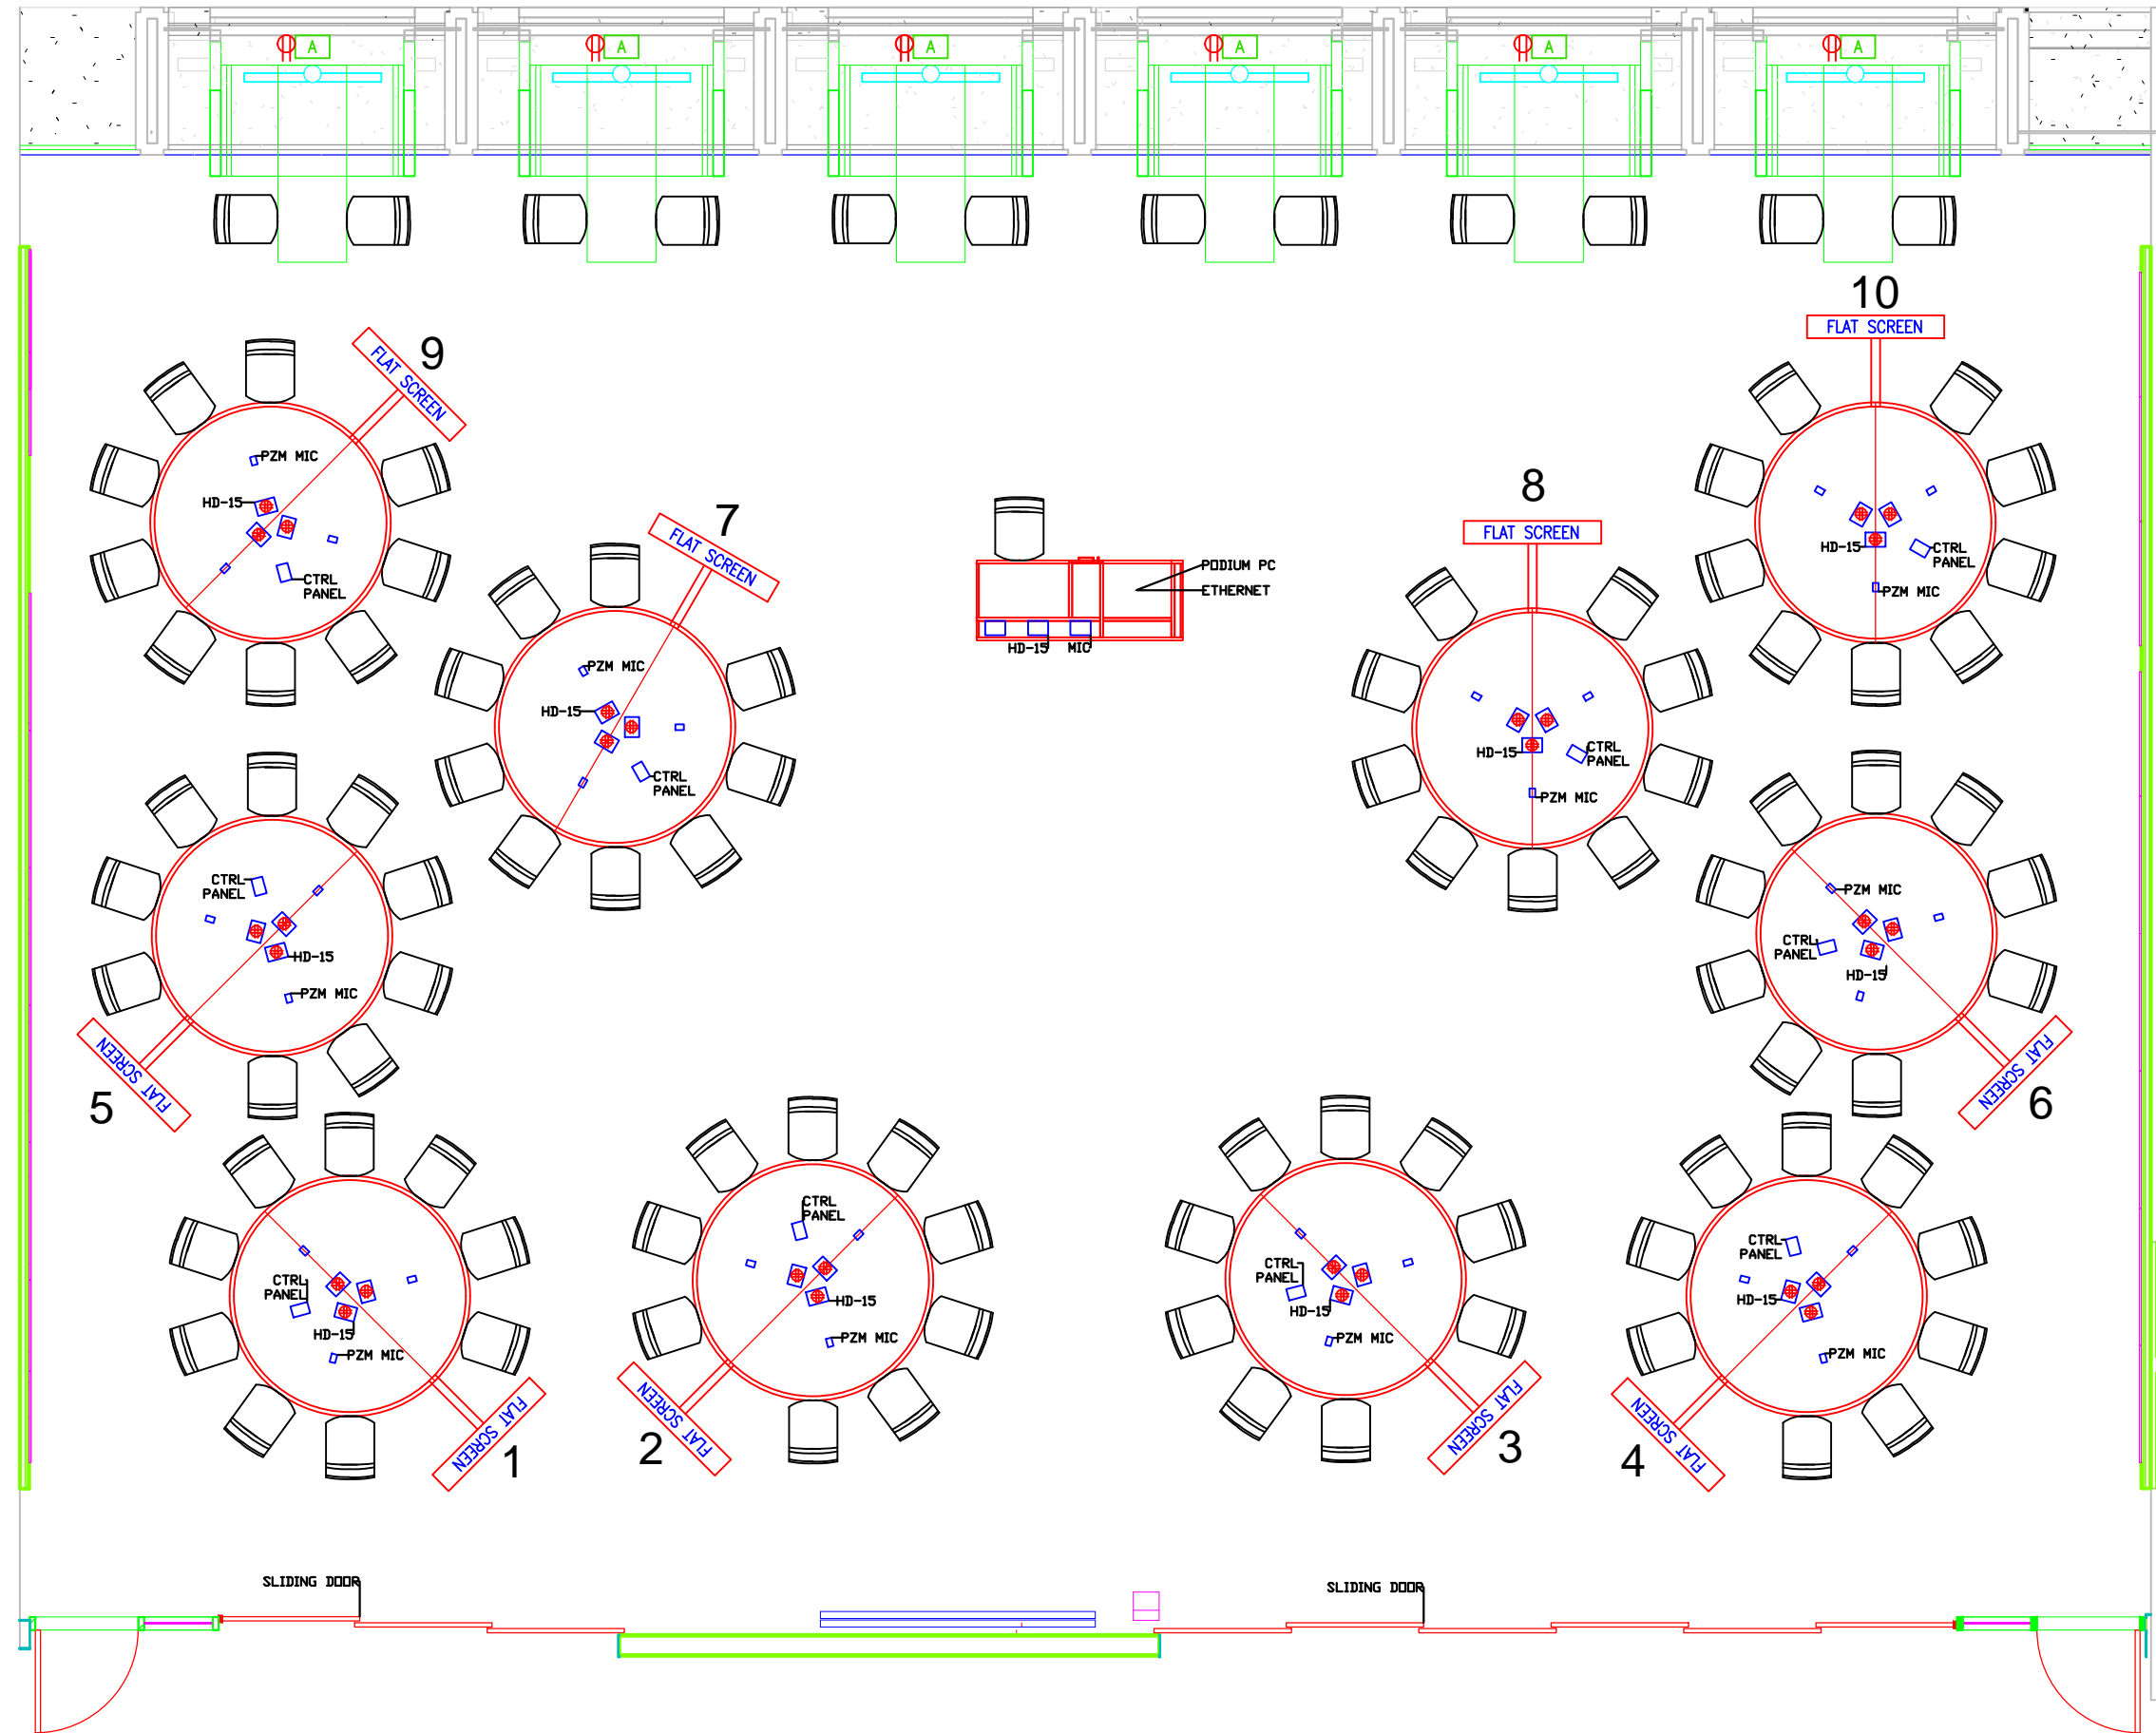 A
A
A
A
A
A
10
FLAT SCREEN
9
FLAT SCREEN
PZM MIC
HD-15
CTRL
PANEL
HD-15
CTRL
PANEL
PZM MIC
7
FLAT SCREEN
PZM MIC
HD-15
CTRL
PANEL
PODIUM PC
ETHERNET
HD-15
MIC
8
FLAT SCREEN
HD-15
CTRL
PANEL
PZM MIC
CTRL
PANEL
HD-15
PZM MIC
FLAT SCREEN
5
PZM MIC
CTRL
PANEL
HD-15
FLAT SCREEN
6
CTRL
PANEL
HD-15
PZM MIC
FLAT SCREEN
1
CTRL
PANEL
HD-15
PZM MIC
FLAT SCREEN
2
CTRL
PANEL
HD-15
PZM MIC
FLAT SCREEN
3
CTRL
PANEL
HD-15
PZM MIC
FLAT SCREEN
4
SLIDING DOOR
SLIDING DOOR